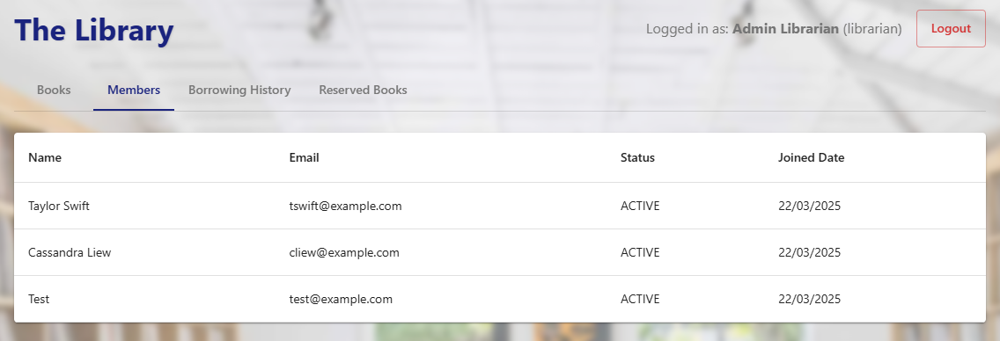 The Library
Logged in as: Admin Librarian (librarian) Logout
Books Members Borrowing History Reserved Books
Name Email Status Joined Date
Taylor Swift tswift@example.com ACTIVE 22/03/2025
Cassandra Liew cliew@example.com ACTIVE 22/03/2025
Test test@example.com ACTIVE 22/03/2025